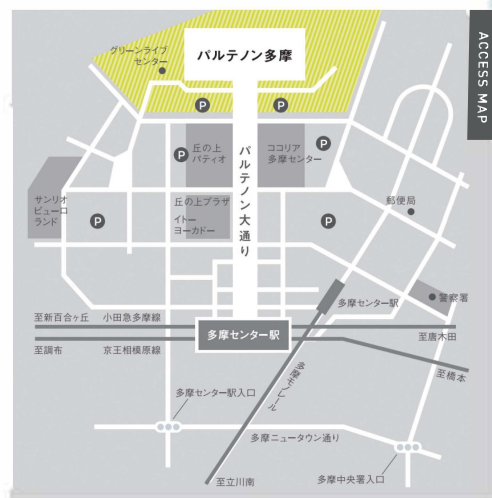 ACCESS MAP
グリーンライブ
センター
パルテノン多摩
P
P
P
P
丘の上
パティオ
ココリア
多摩センター
パルテノン大通り
サンリオ
ピューロ
ランド
P
丘の上プラザ
イトー
ヨーカドー
P
郵便局
多摩センター駅
警察署
至新百合ヶ丘
小田急多摩線
多摩センター駅
至唐木田
至調布
京王相模原線
至橋本
多摩モノレール
多摩センター駅入口
多摩ニュータウン通り
至立川南
多摩中央署入口